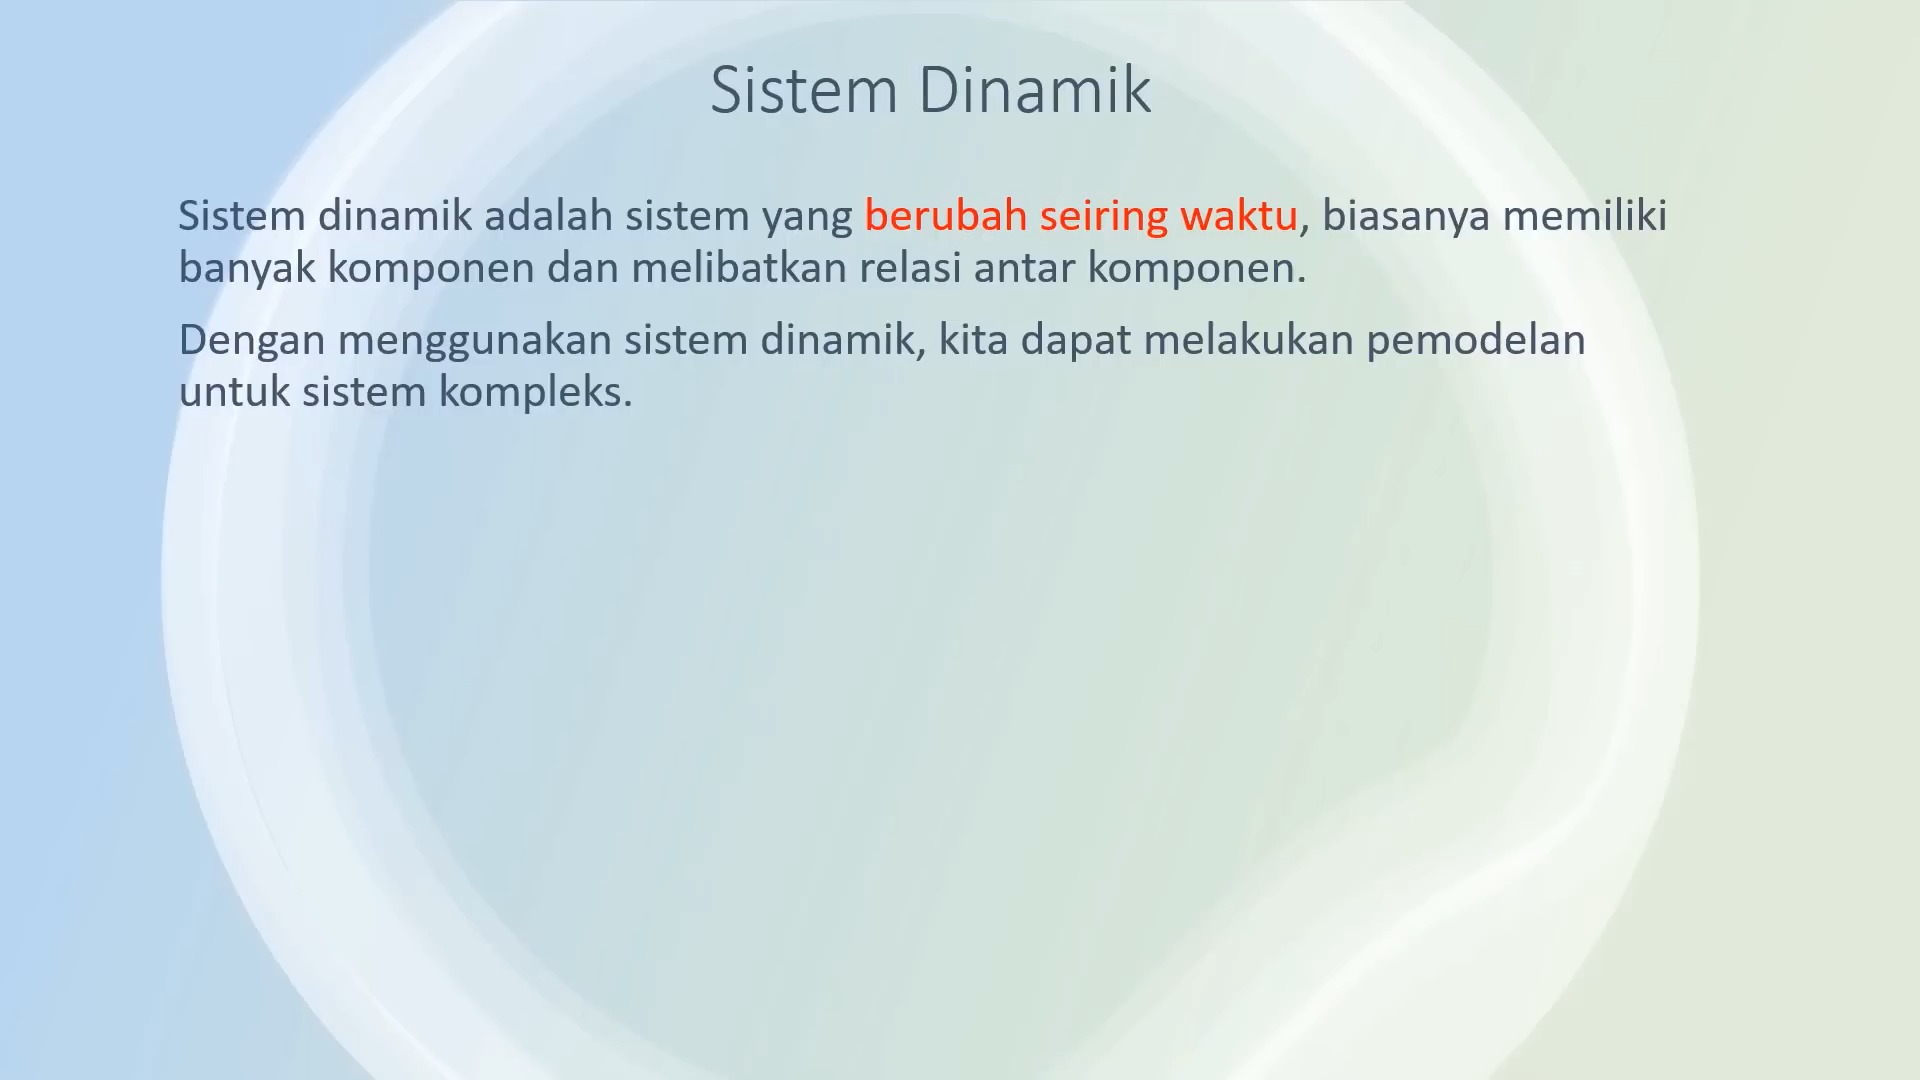 Sistem Dinamik
Sistem dinamik adalah sistem yang berubah seiring waktu, biasanya memiliki
banyak komponen dan melibatkan relasi antar komponen.
Dengan menggunakan sistem dinamik, kita dapat melakukan pemodelan
untuk sistem kompleks.